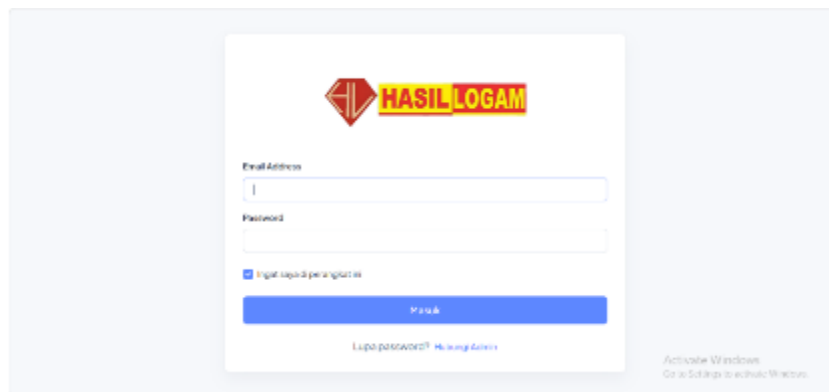 HASIL LOGAM
Email Address
Password
Ingat saya di perangkat ini
Masuk
Lupa password? Hubungi Admin
Activate Windows
Go to Settings to activate Windows.